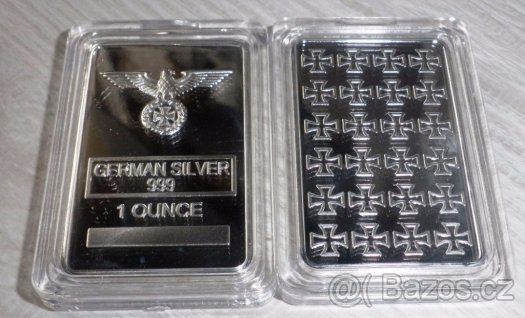 GERMAN SILVER
999
1 OUNCE
@( Bazos.cz